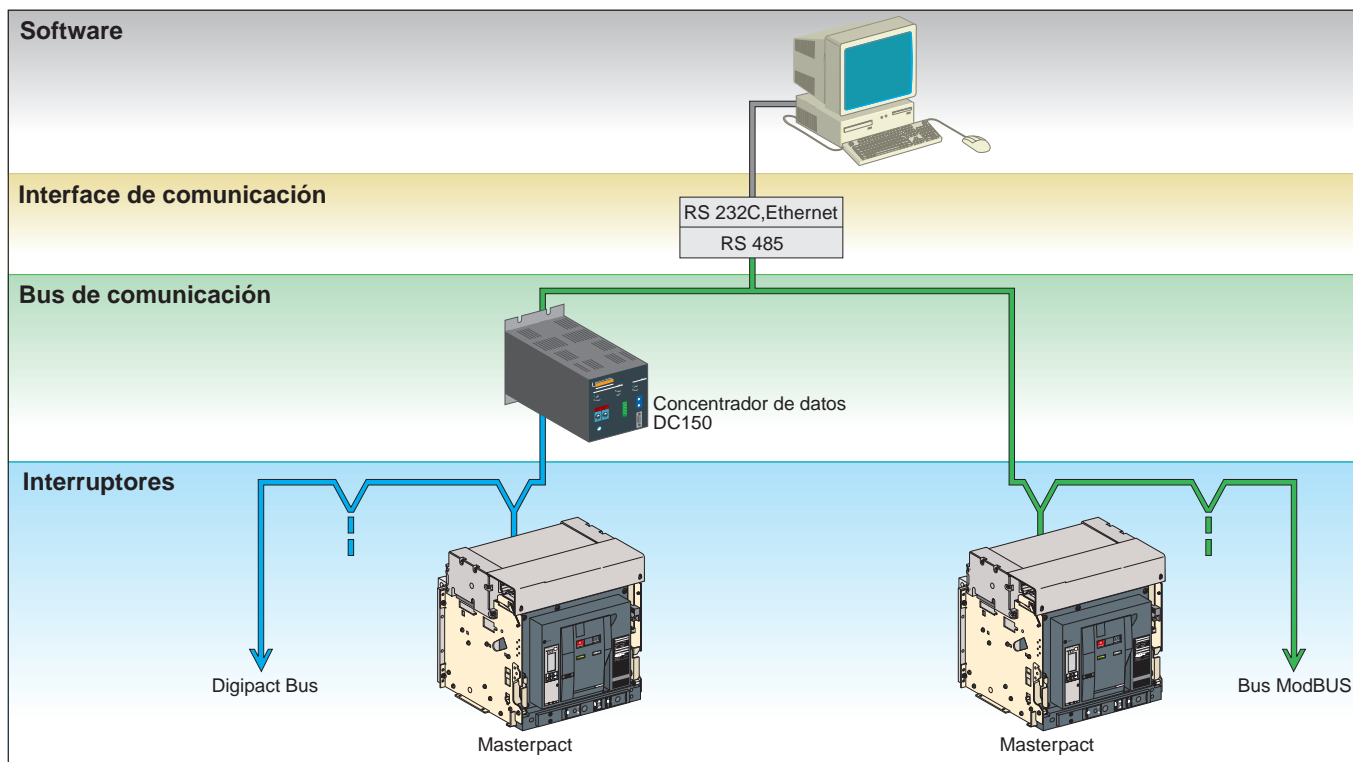 Software
Interface de comunicación
RS 232C,Ethernet
RS 485
Bus de comunicación
Concentrador de datos
DC150
Interruptores
Digipact Bus
Bus ModBUS
Masterpact
Masterpact